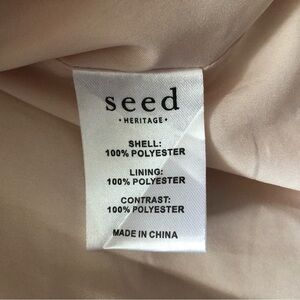 seed
• HERITAGE •
SHELL:
100% POLYESTER
LINING:
100% POLYESTER
CONTRAST:
100% POLYESTER
MADE IN CHINA